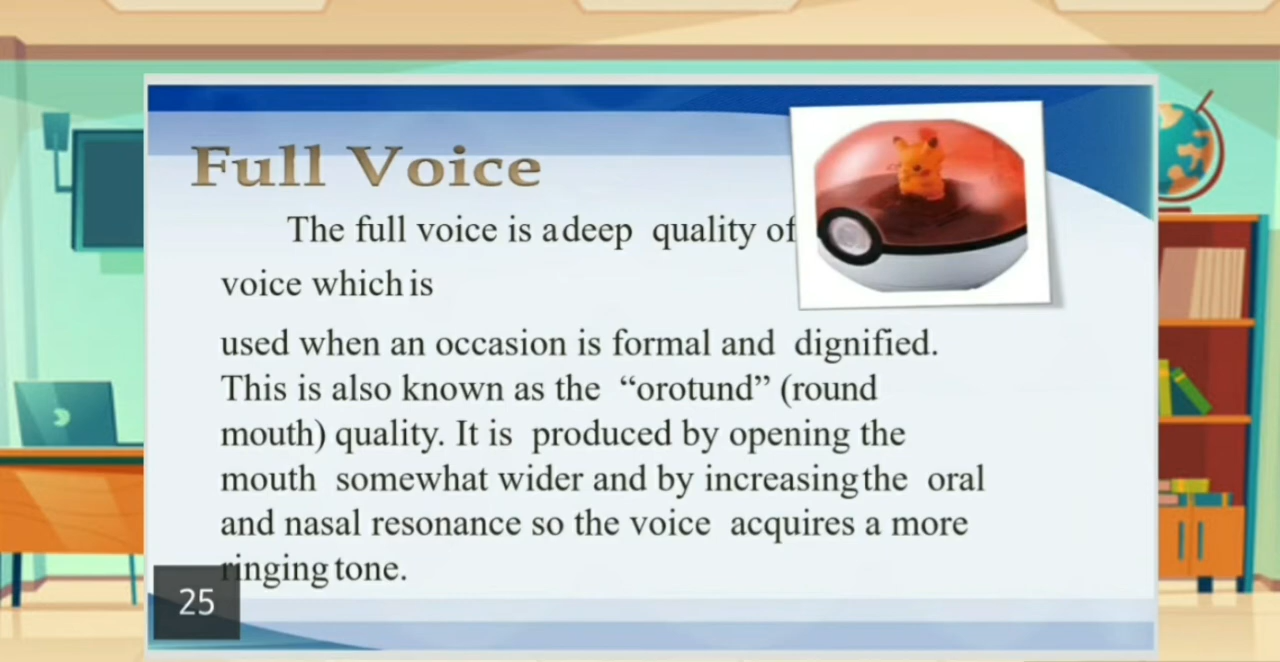 Full Voice
The full voice is a deep quality of
voice which is
used when an occasion is formal and dignified.
This is also known as the “orotund” (round
mouth) quality. It is produced by opening the
mouth somewhat wider and by increasing the oral
and nasal resonance so the voice acquires a more
ringing tone.
25